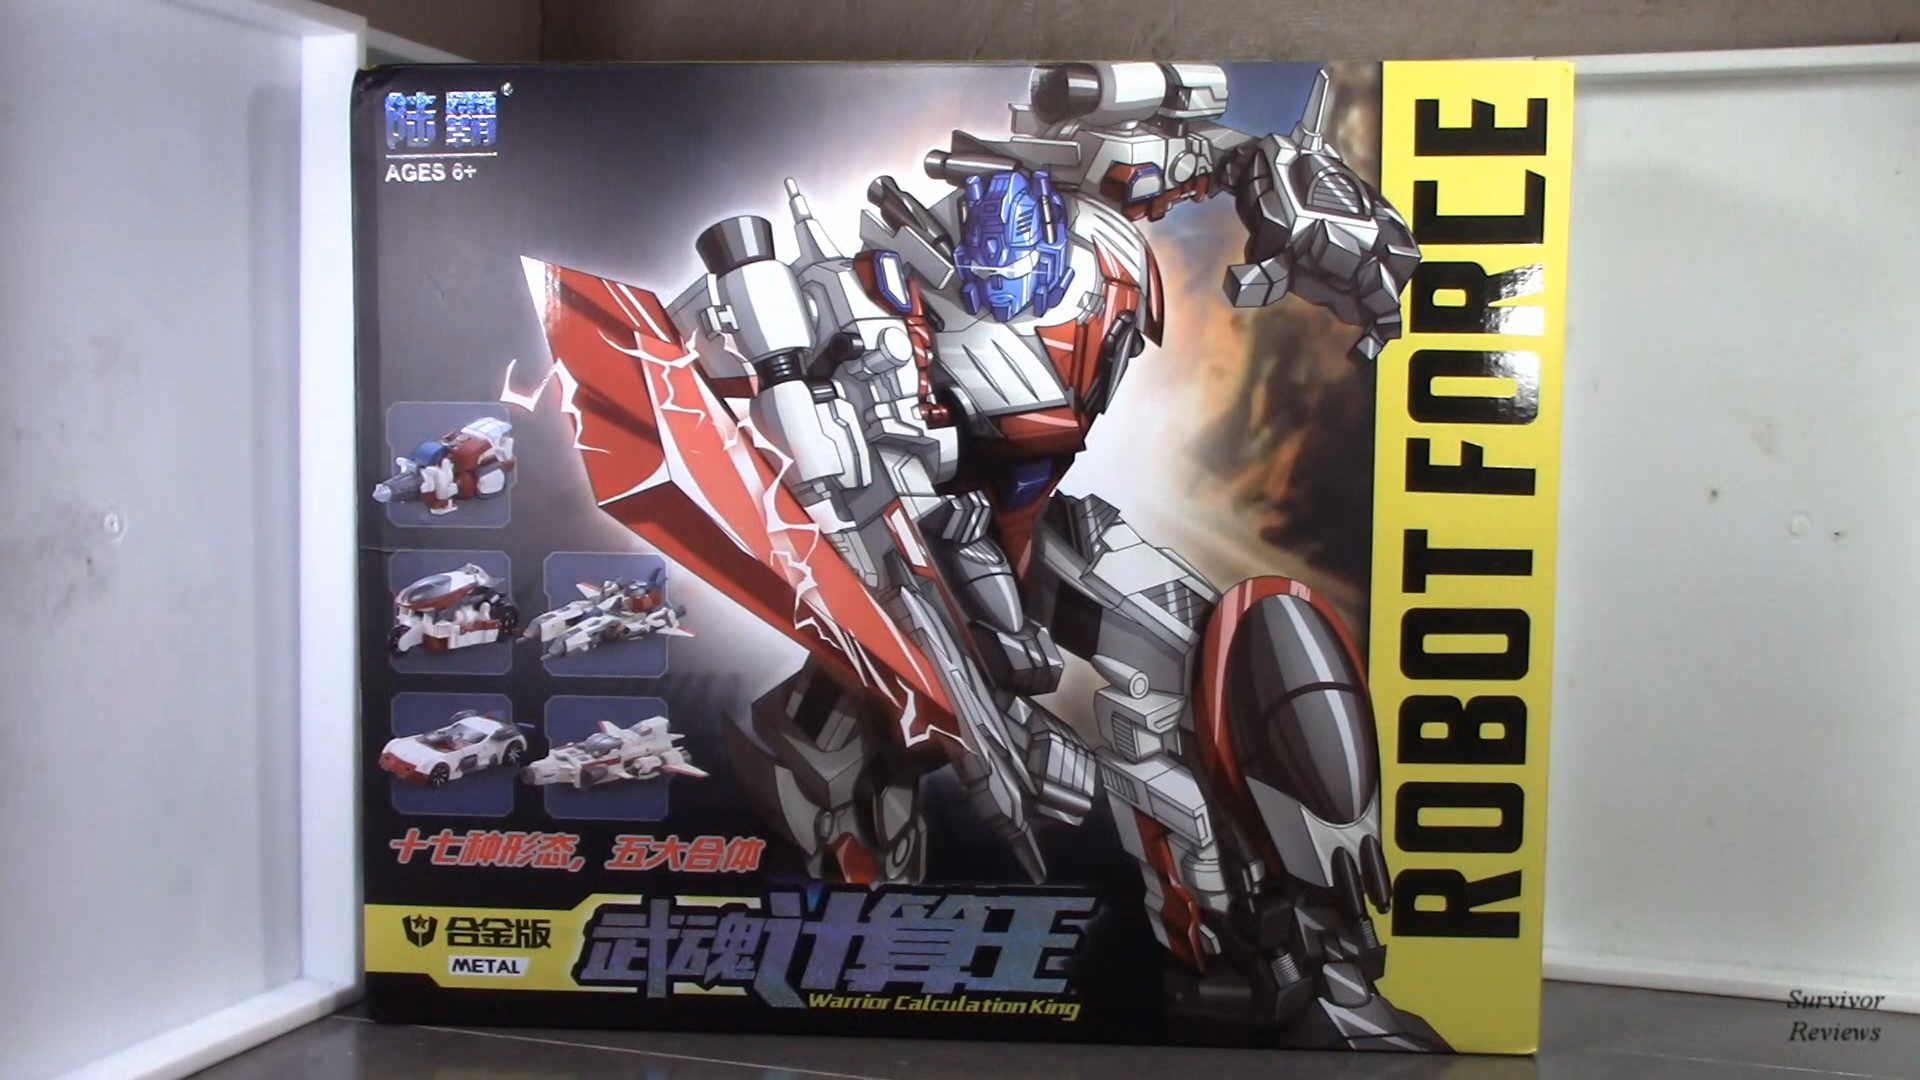 陆霸
AGES 6+
ROBOT FORCE
十七种形态，五大合体
合金版
METAL
武魂计算王
Warrior Calculation King
Survivor
Reviews